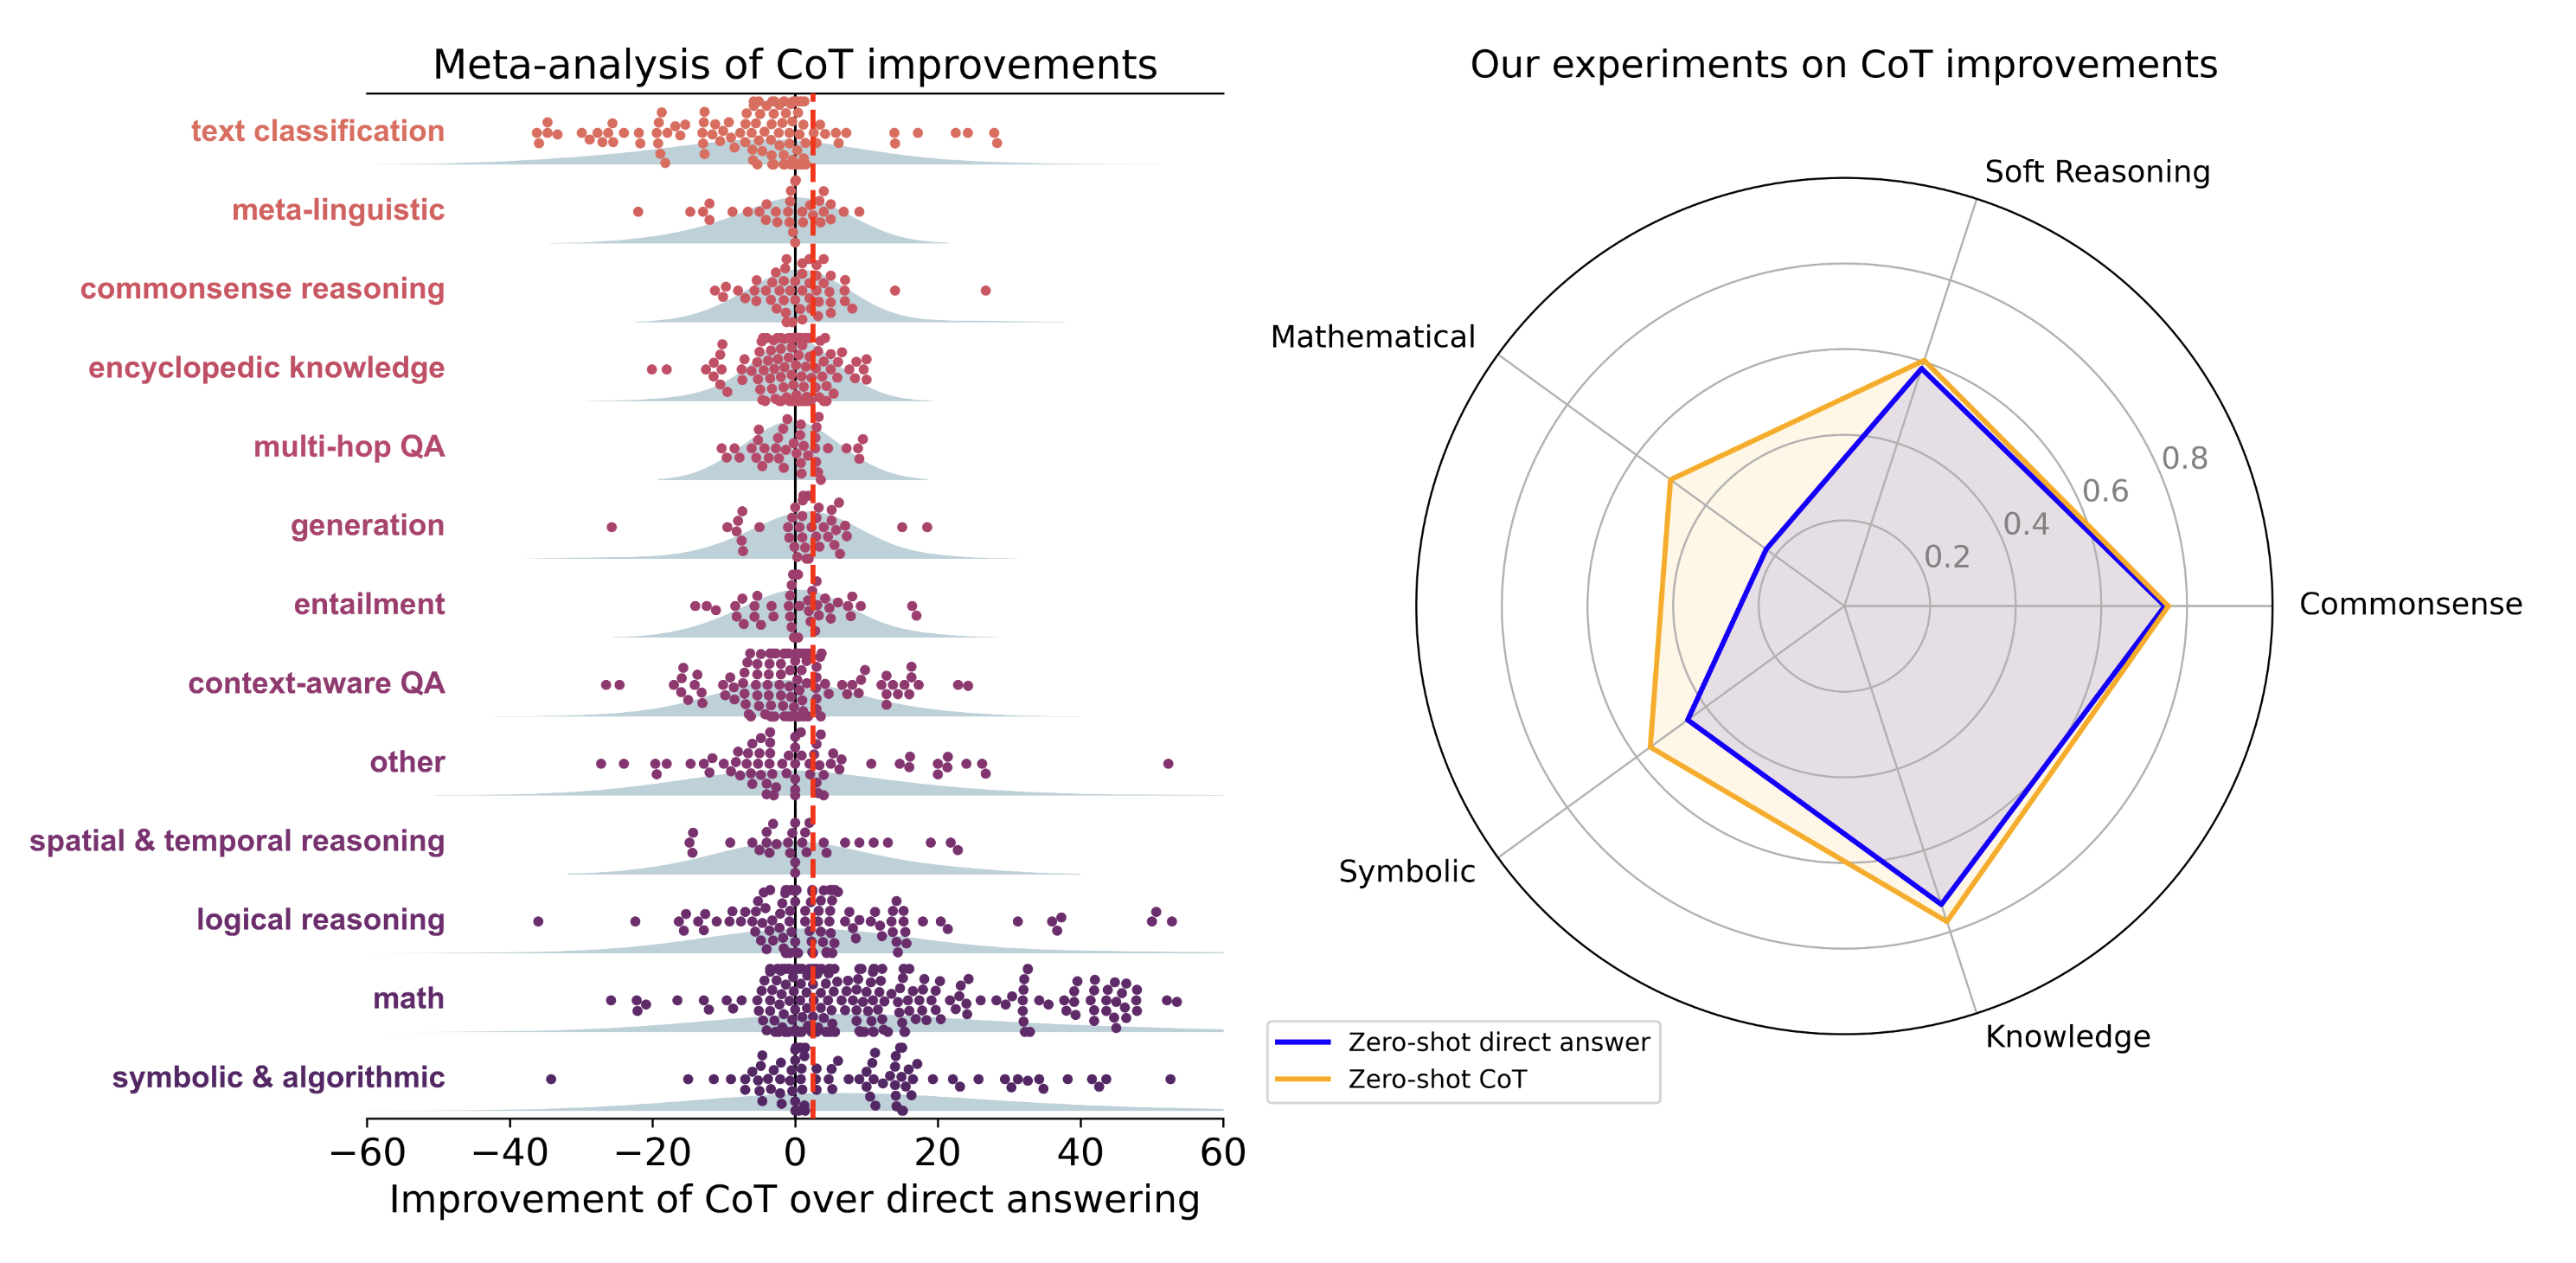 Meta-analysis of CoT improvements
text classification
meta-linguistic
commonsense reasoning
encyclopedic knowledge
multi-hop QA
generation
entailment
context-aware QA
other
spatial & temporal reasoning
logical reasoning
math
symbolic & algorithmic
−60 −40 −20 0 20 40 60
Improvement of CoT over direct answering
Our experiments on CoT improvements
Soft Reasoning
Mathematical
0.8
0.6
0.4
0.2
Commonsense
Symbolic
Knowledge
Zero-shot direct answer
Zero-shot CoT